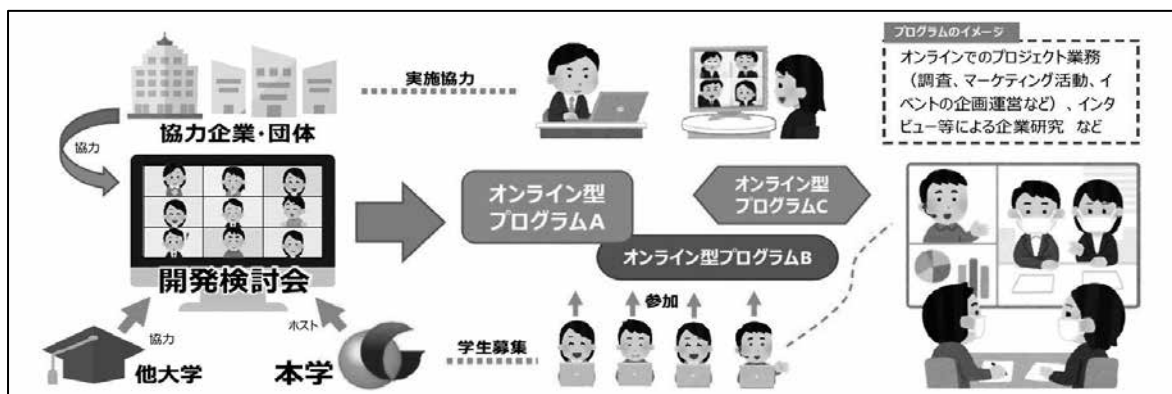 協力企業・団体
協力
開発検討会
協力
他大学
ホスト
本学
実施協力
オンライン型
プログラムA
オンライン型
プログラムC
オンライン型プログラムB
参加
学生募集
プログラムのイメージ
オンラインでのプロジェクト業務
（調査、マーケティング活動、イ
ベントの企画運営など）、インタ
ビュー等による企業研究 など